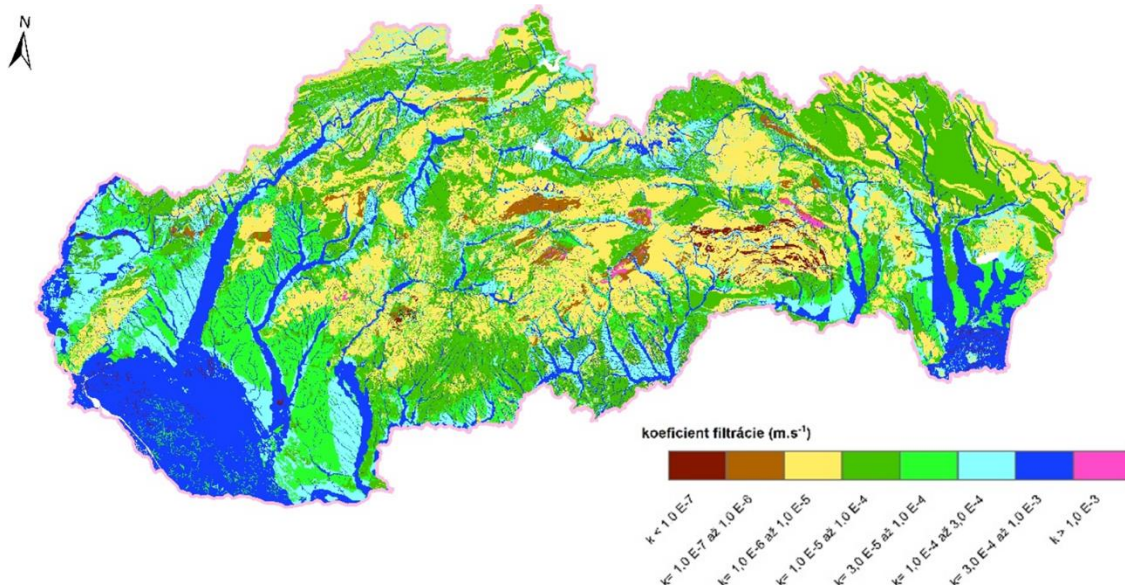 N
koeficient filtrácie (m.s-1)
k < 1.0 E-7
k= 1,0 E-7 až 1,0 E-6
k= 1,0 E-6 až 1,0 E-5
k= 1,0 E-5 až 1,0 E-4
k= 3,0 E-5 až 1,0 E-4
k= 1,0 E-4 až 3,0 E-4
k= 3,0 E-4 až 1,0 E-3
k > 1,0 E-3